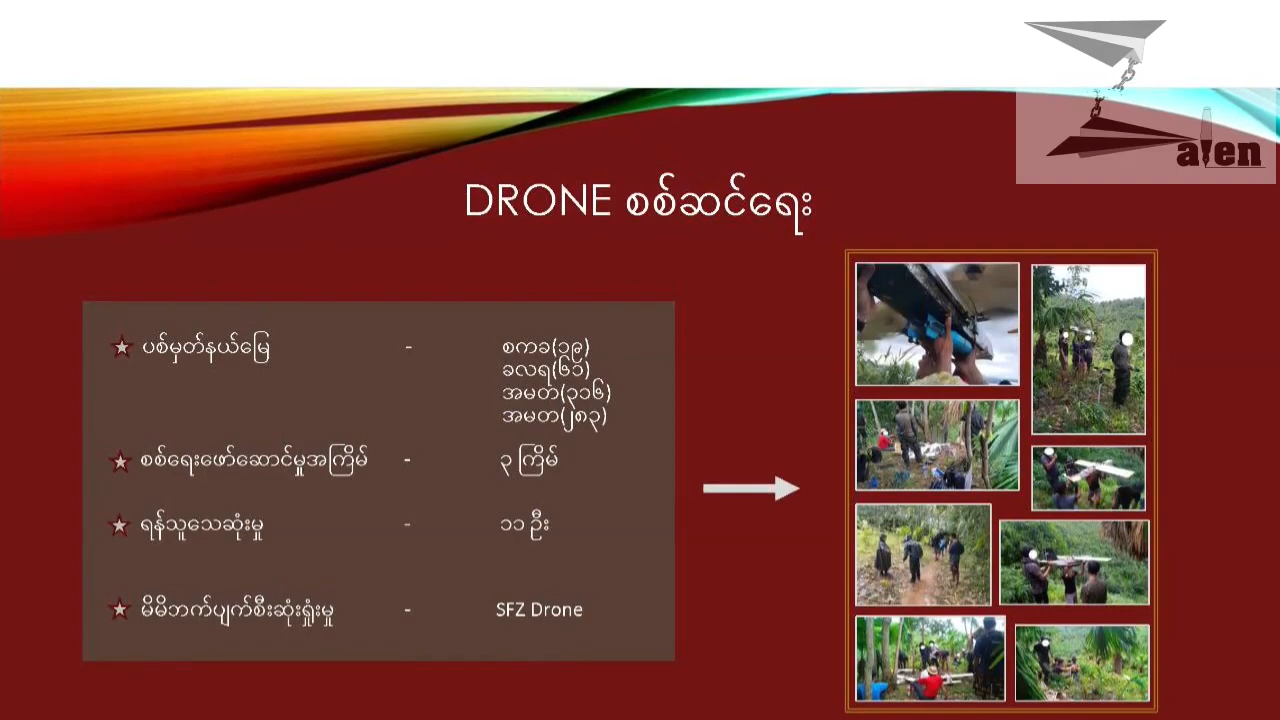 alen
DRONE စစ်ဆင်ရေး
ပစ်မှတ်နယ်မြေ - စကခ(၁၉)
ခလရ(၆၁)
အမတ(၃၁၆)
အမတ(၂၈၃)
စစ်ရေးဖော်ဆောင်မှုအကြိမ် - ၃ ကြိမ်
ရန်သူသေဆုံးမှု - ၁၁ ဦး
မိမိဘက်ပျက်စီးဆုံးရှုံးမှု - SFZ Drone